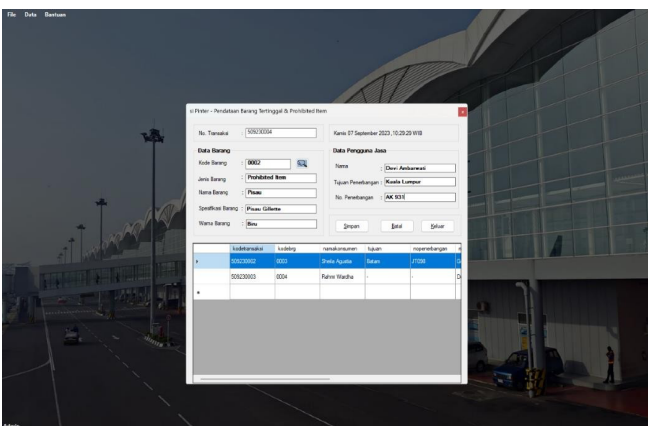 File Data Bantuan
Pinter - Pendataan Barang Tertinggal & Prohibited Item
No. Transaksi : 509230004
Kamis 07 September 2023 , 10:29:29 WIB
Data Barang
Kode Barang : 0002
Jenis Barang : Prohibited Item
Nama Barang : Pisau
Spesifikasi Barang : Pisau Gillette
Warna Barang : Biru
Data Pengguna Jasa
Nama : Devi Ambarwati
Tujuan Penerbangan : Kuala Lumpur
No. Penerbangan : AK 931
Simpan Batal Keluar
kodetransaksi kodebrg namakonsumen tujuan nopenerbangan
509230002 0003 Sheila Agustia Batam JT098
509230003 0004 Rahmi Wardha - -
Admin